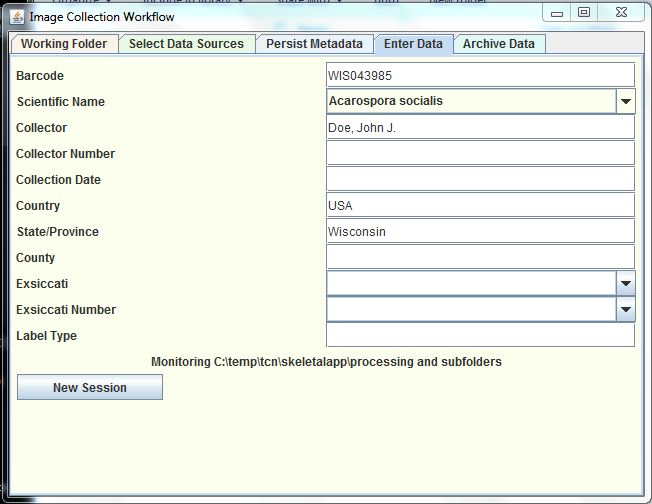 Image Collection Workflow
Working Folder Select Data Sources Persist Metadata Enter Data Archive Data
Barcode WIS043985
Scientific Name Acarospora socialis
Collector Doe, John J.
Collector Number
Collection Date
Country USA
State/Province Wisconsin
County
Exsiccati
Exsiccati Number
Label Type
Monitoring C:\temp\tcn\skeletalapp\processing and subfolders
New Session